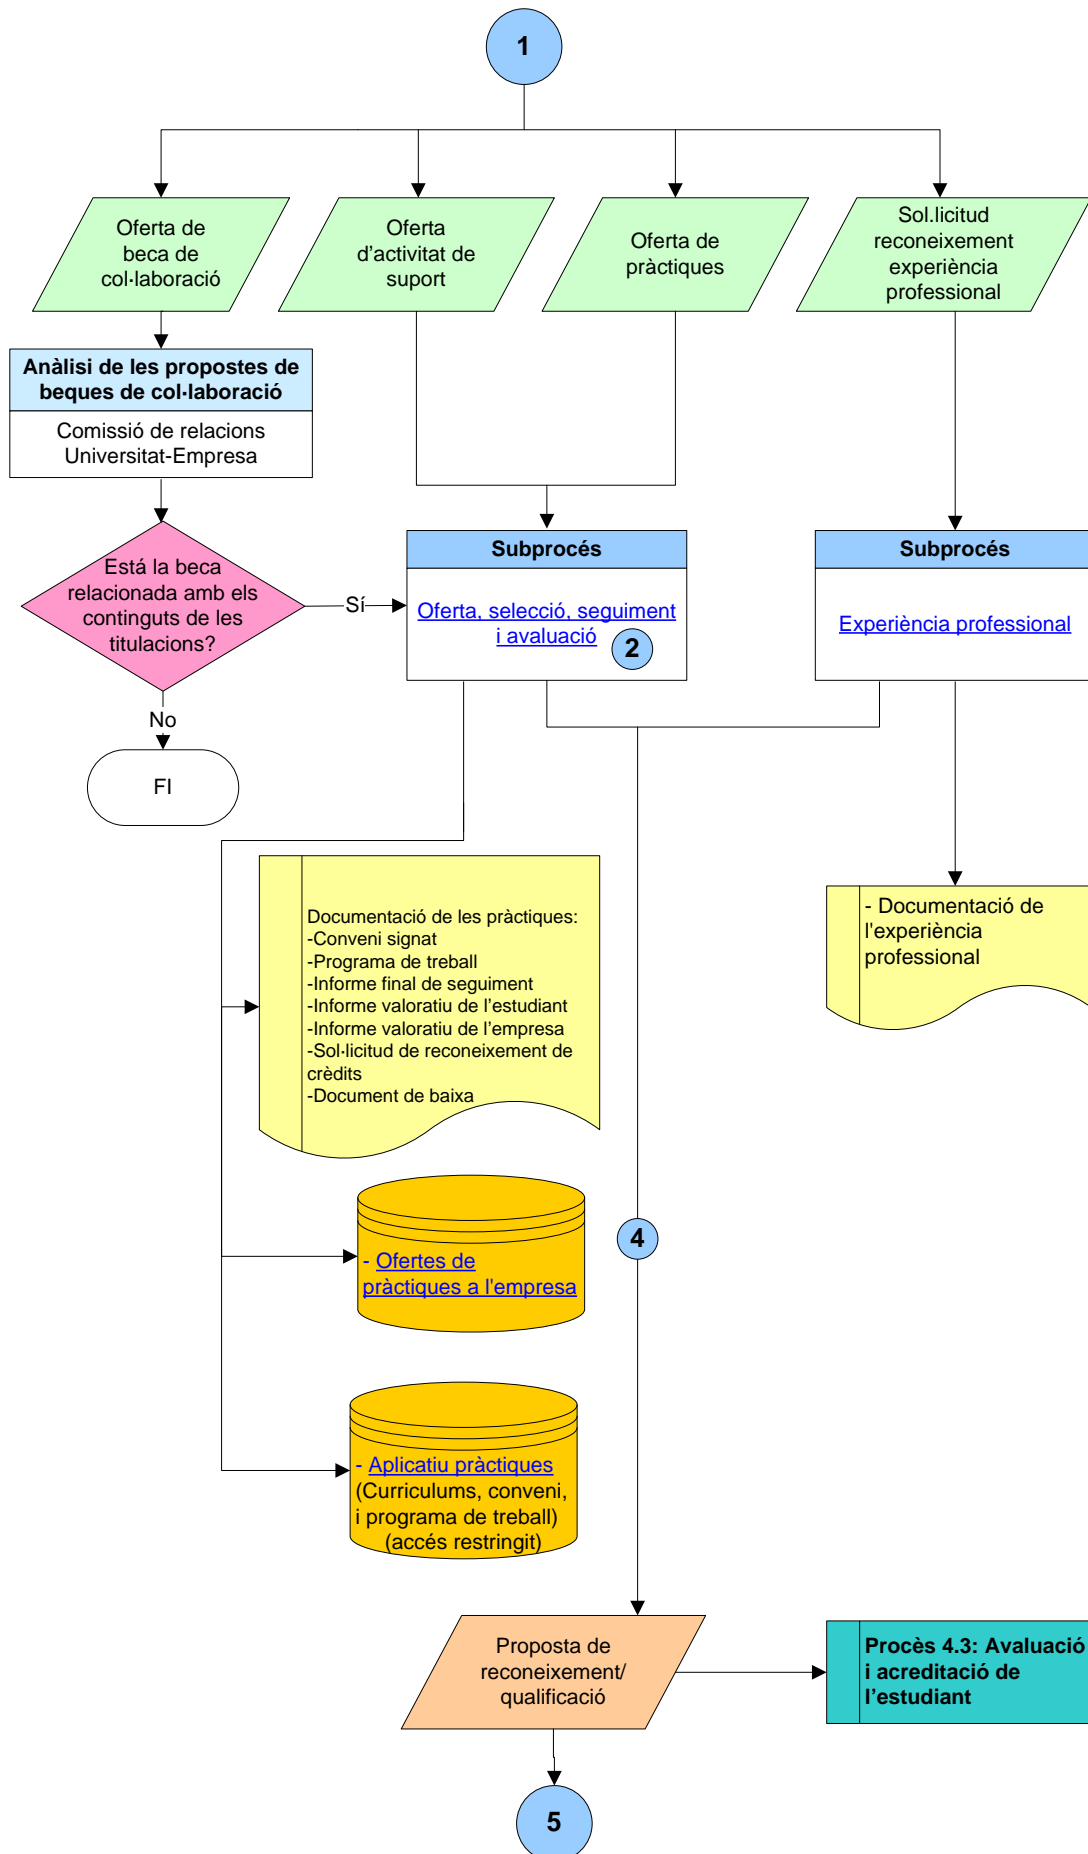 1
Oferta de
beca de
col·laboració
Oferta
d’activitat de
suport
Oferta de
pràctiques
Sol.licitud
reconeixement
experiència
professional
Anàlisi de les propostes de
beques de col·laboració
Comissió de relacions
Universitat-Empresa
Está la beca
relacionada amb els
continguts de les
titulacions?
Sí
No
FI
Subprocés
Oferta, selecció, seguiment
i avaluació
2
Subprocés
Experiència professional
Documentació de les pràctiques:
-Conveni signat
-Programa de treball
-Informe final de seguiment
-Informe valoratiu de l’estudiant
-Informe valoratiu de l’empresa
-Sol·licitud de reconeixement de
crèdits
-Document de baixa
- Documentació de
l'experiència
professional
- Ofertes de
pràctiques a l'empresa
4
- Aplicatiu pràctiques
(Curriculums, conveni,
i programa de treball)
(accés restringit)
Proposta de
reconeixement/
qualificació
Procès 4.3: Avaluació
i acreditació de
l’estudiant
5